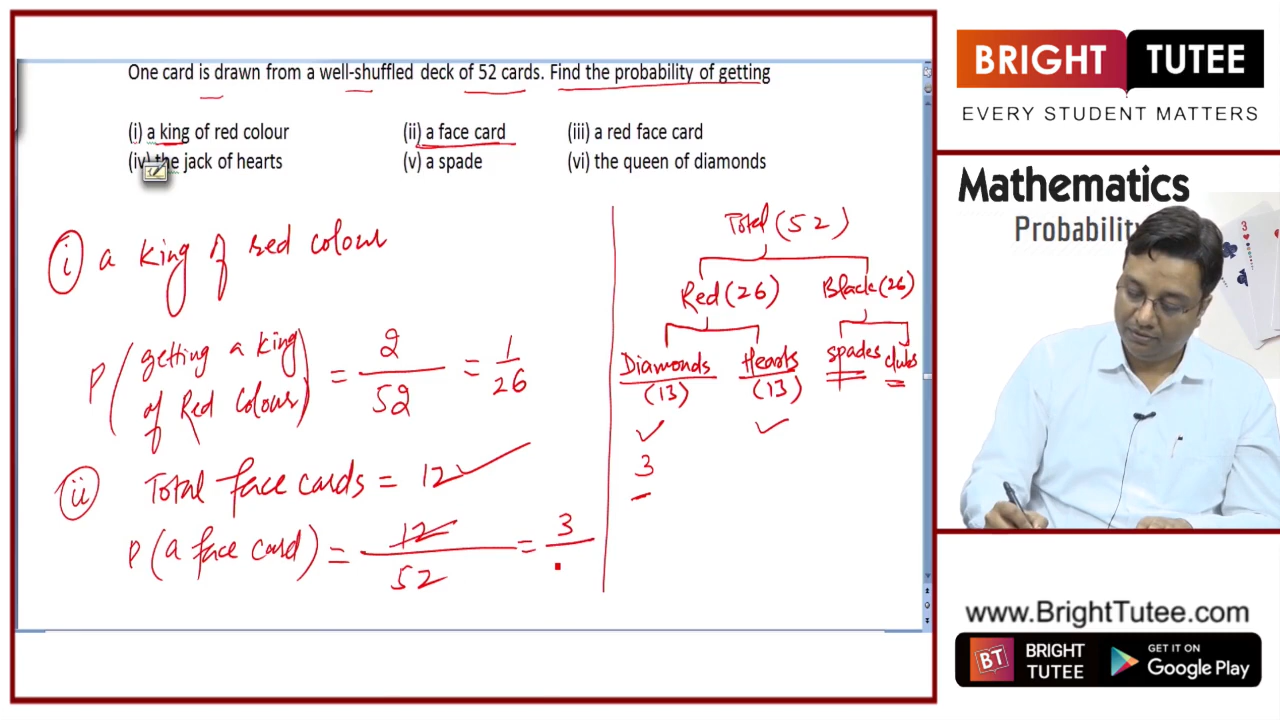 One card is drawn from a well-shuffled deck of 52 cards. Find the probability of getting
(i) a king of red colour (ii) a face card (iii) a red face card
(iv) the jack of hearts (v) a spade (vi) the queen of diamonds
(i) a king of red colour
P(getting a king of Red Colour) = 2/52 = 1/26
(ii) Total face cards = 12
P(a face card) = 12/52 = 3/
Total (52)
Red (26) Black (26)
Diamonds Hearts spades clubs
(13) (13)
3
BRIGHT TUTEE
EVERY STUDENT MATTERS
Mathematics
Probability
3
www.BrightTutee.com
BT BRIGHT TUTEE
GET IT ON
Google Play